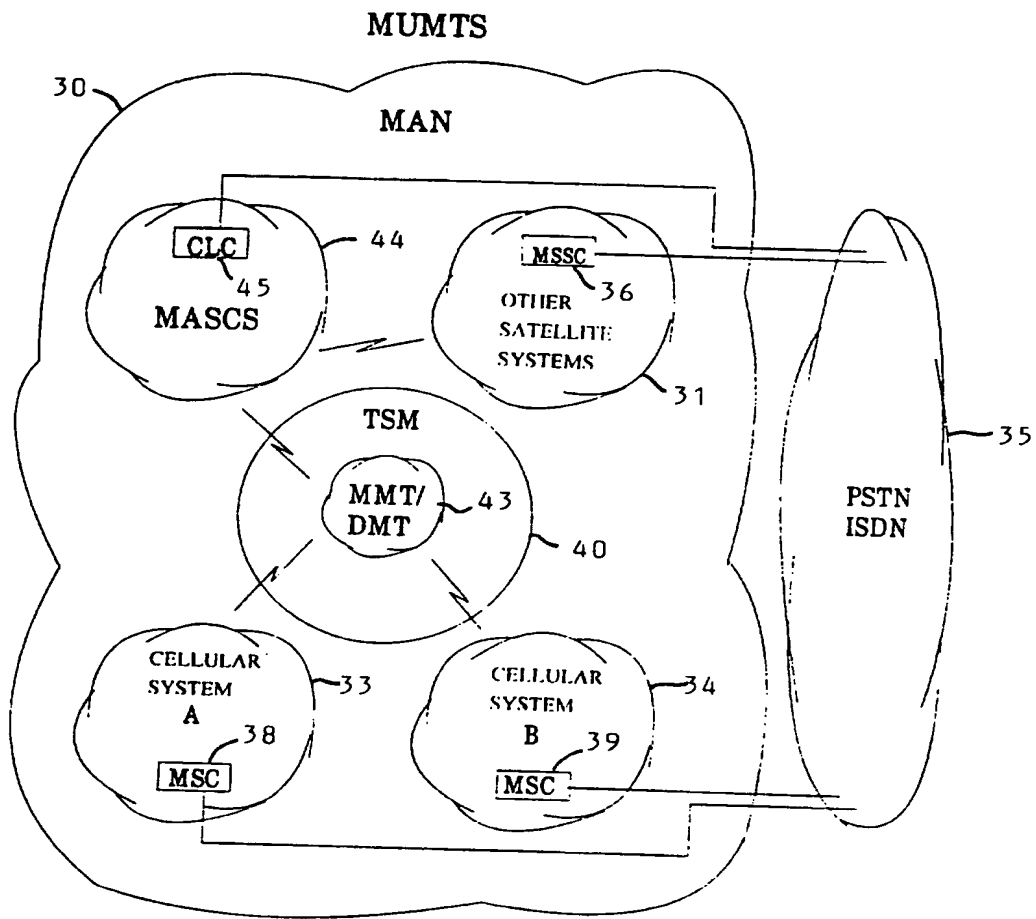 MUMTS
30
MAN
CLC
45
44
MASCS
MSSC
36
OTHER
SATELLITE
SYSTEMS
31
TSM
MMT/
DMT
43
40
35
PSTN
ISDN
CELLULAR
SYSTEM
A
33
38
MSC
CELLULAR
SYSTEM
B
34
39
MSC